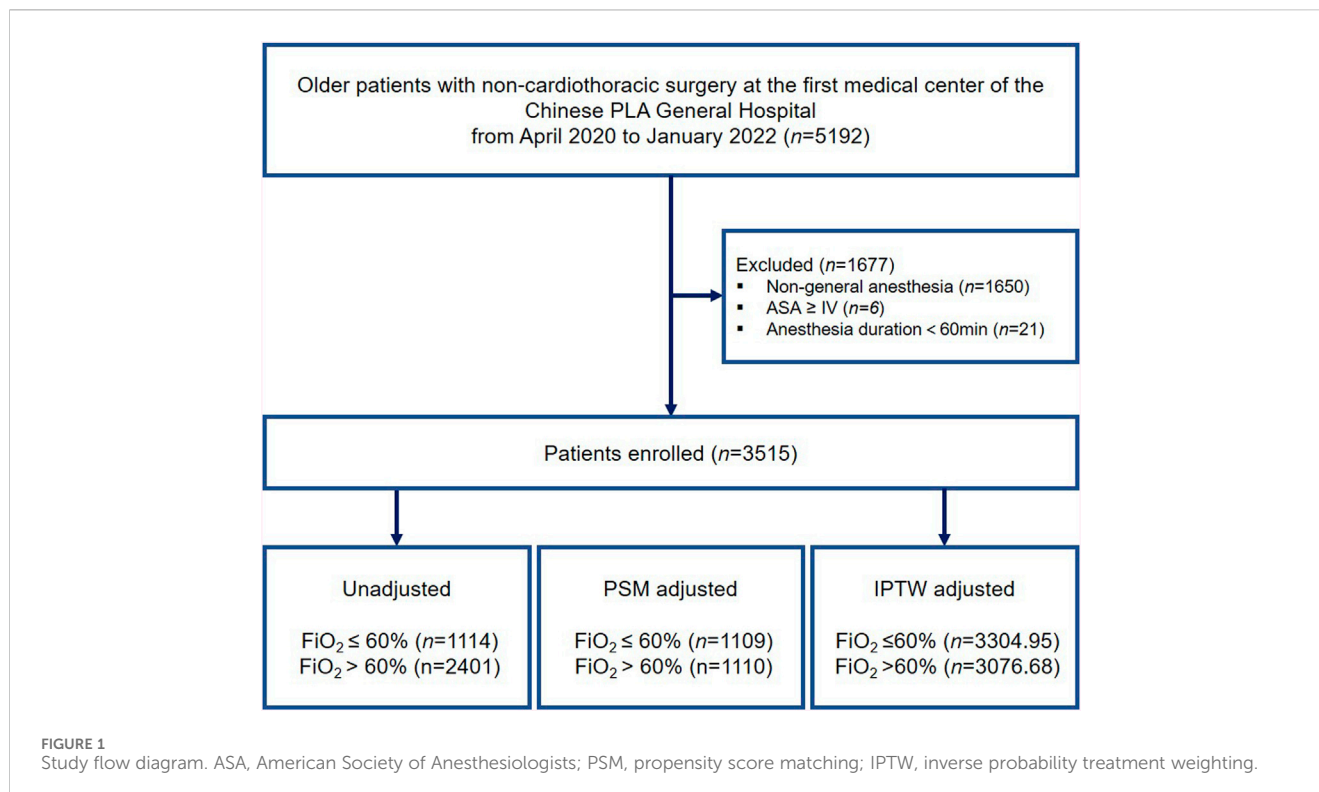 Older patients with non-cardiothoracic surgery at the first medical center of the
Chinese PLA General Hospital
from April 2020 to January 2022 (n=5192)
Excluded (n=1677)
▪ Non-general anesthesia (n=1650)
▪ ASA ≥ IV (n=6)
▪ Anesthesia duration < 60min (n=21)
Patients enrolled (n=3515)
Unadjusted
FiO₂ ≤ 60% (n=1114)
FiO₂ > 60% (n=2401)
PSM adjusted
FiO₂ ≤ 60% (n=1109)
FiO₂ > 60% (n=1110)
IPTW adjusted
FiO₂ ≤60% (n=3304.95)
FiO₂ >60% (n=3076.68)
FIGURE 1
Study flow diagram. ASA, American Society of Anesthesiologists; PSM, propensity score matching; IPTW, inverse probability treatment weighting.